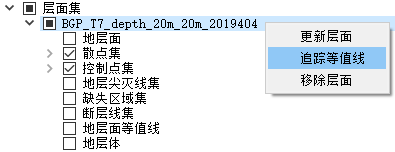 层面集
BGP_T7_depth_20m_20m_2019404
地层面
散点集
控制点集
地层尖灭线集
缺失区域集
断层线集
地层面等值线
地层体
更新层面
追踪等值线
移除层面